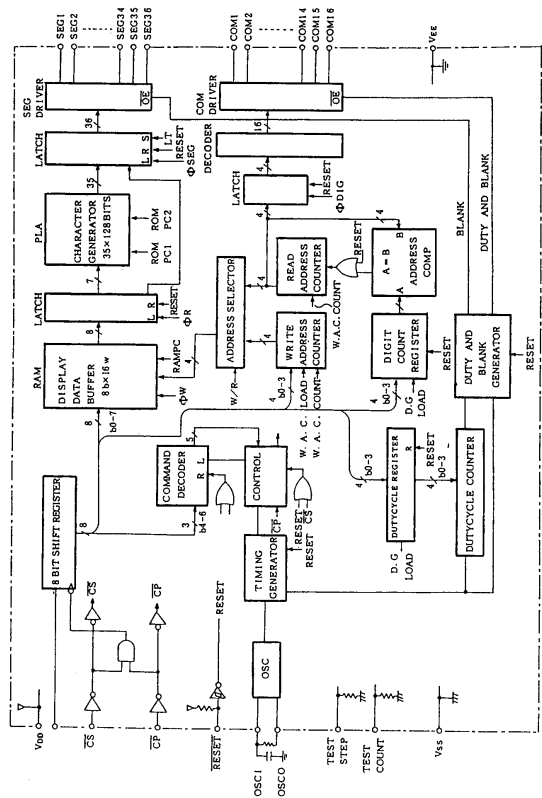 VDD
CS
CP
RESET
OSC1
OSCO
TEST
STEP
TEST
COUNT
VSS
8 BIT SHIFT REGISTER
CS
CP
RESET
OSC
8
3
b4-6
COMMAND
DECODER
R L
5
TIMING
GENERATOR
CONTROL
RESET
CP
RESET
CS
RAM
DISPLAY
DATA
BUFFER
8 b×16 w
8
b0-7
ΦW
RAMPC
4
8
LATCH
L R
ΦR
RESET
7
PLA
CHARACTER
GENERATOR
35×128 BITS
ROM
PC1
ROM
PC2
35
LATCH
L R S
ΦSEG
RESET
LT
36
SEG
DRIVER
OE
SEG1
SEG2
SEG34
SEG35
SEG36
ADDRESS SELECTOR
W/R
4
4
WRITE
ADDRESS
COUNTER
4
b0-3
W. A. C. LOAD
W. A. C. COUNT
READ
ADDRESS
COUNTER
W.A.C. COUNT
RESET
4
LATCH
ΦDIG
RESET
4
DECODER
16
COM
DRIVER
OE
COM1
COM2
COM14
COM15
COM16
DIGIT
COUNT
REGISTER
4
b0-3
D.G
LOAD
RESET
4
A
A = B
B
ADDRESS
COMP
4
DUTYCYCLE REGISTER
R
4
b0-3
D.G
LOAD
RESET
4
b0-3
DUTYCYCLE COUNTER
DUTY AND
BLANK
GENERATOR
RESET
BLANK
DUTY AND BLANK
VEE